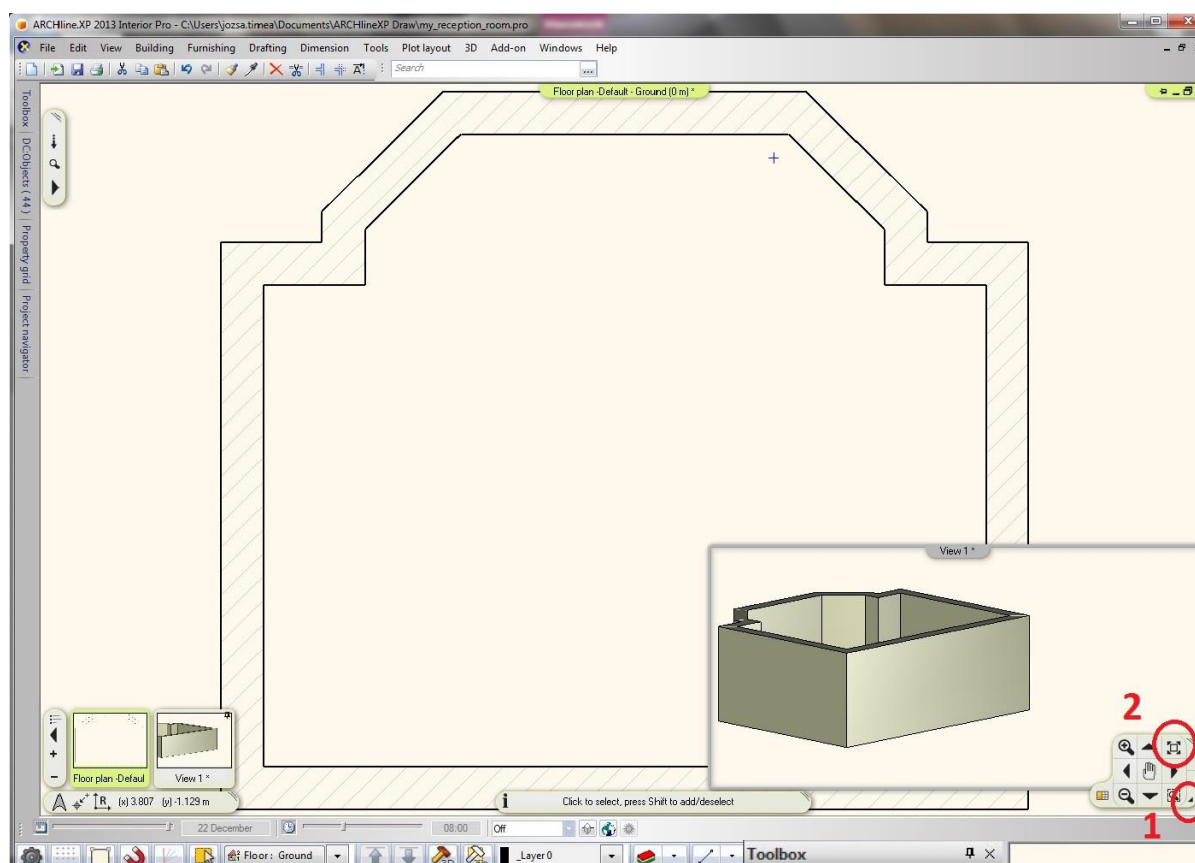 ARCHline.XP 2013 Interior Pro - C:\Users\jozsa.timea\Documents\ARCHlineXP Draw\my_reception_room.pro
File Edit View Building Furnishing Drafting Dimension Tools Plot layout 3D Add-on Windows Help
Search
...
Floor plan -Default - Ground (0 m) *
Toolbox
DC:Objects ( 44 )
Property grid
Project navigator
View 1 *
2
Floor plan -Defaul
View 1 *
R (x) 3.807 (y) -1.129 m
i Click to select, press Shift to add/deselect
1
22 December 08:00 Off
Floor : Ground _Layer 0 Toolbox